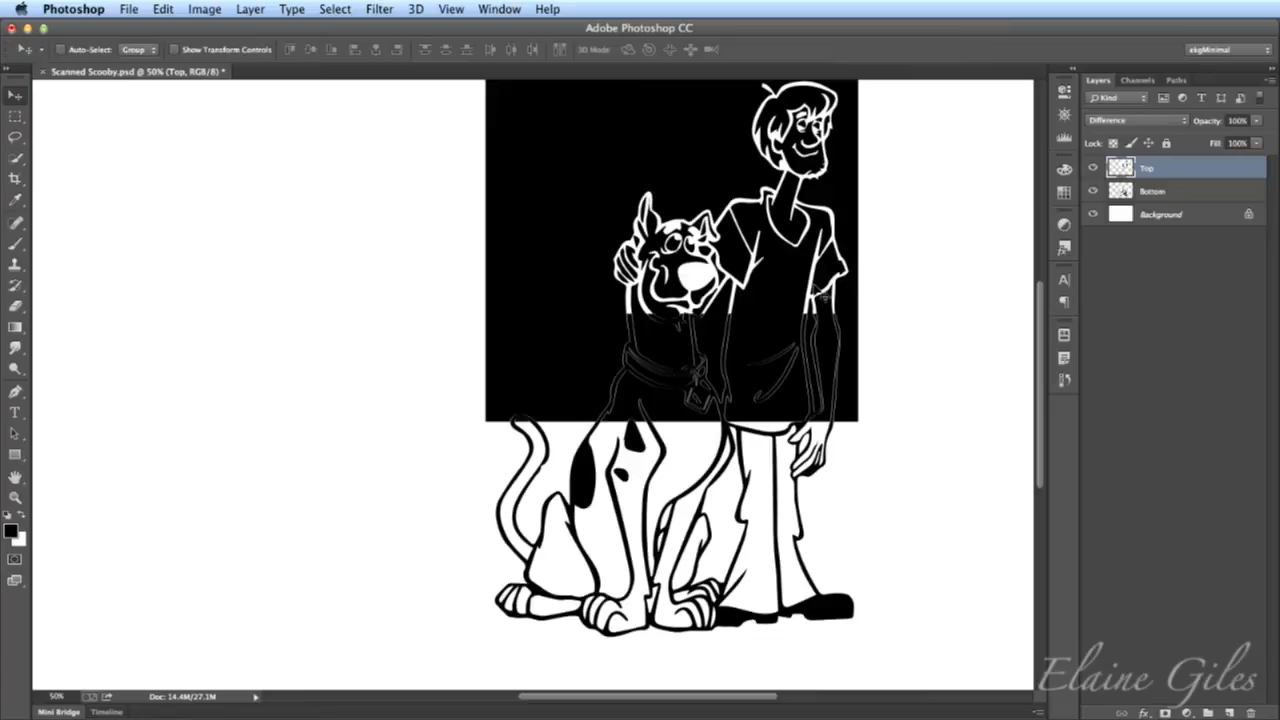 Photoshop File Edit Image Layer Type Select Filter 3D View Window Help
Adobe Photoshop CC
Auto-Select: Group Show Transform Controls 3D Mode: ekgMinimal
× Scanned Scooby.psd @ 50% (Top, RGB/8) *
Layers Channels Paths
Kind
Difference Opacity: 100%
Lock: Fill: 100%
Top
Bottom
Background
50% Doc: 14.4M/27.1M
Mini Bridge Timeline
Elaine Giles